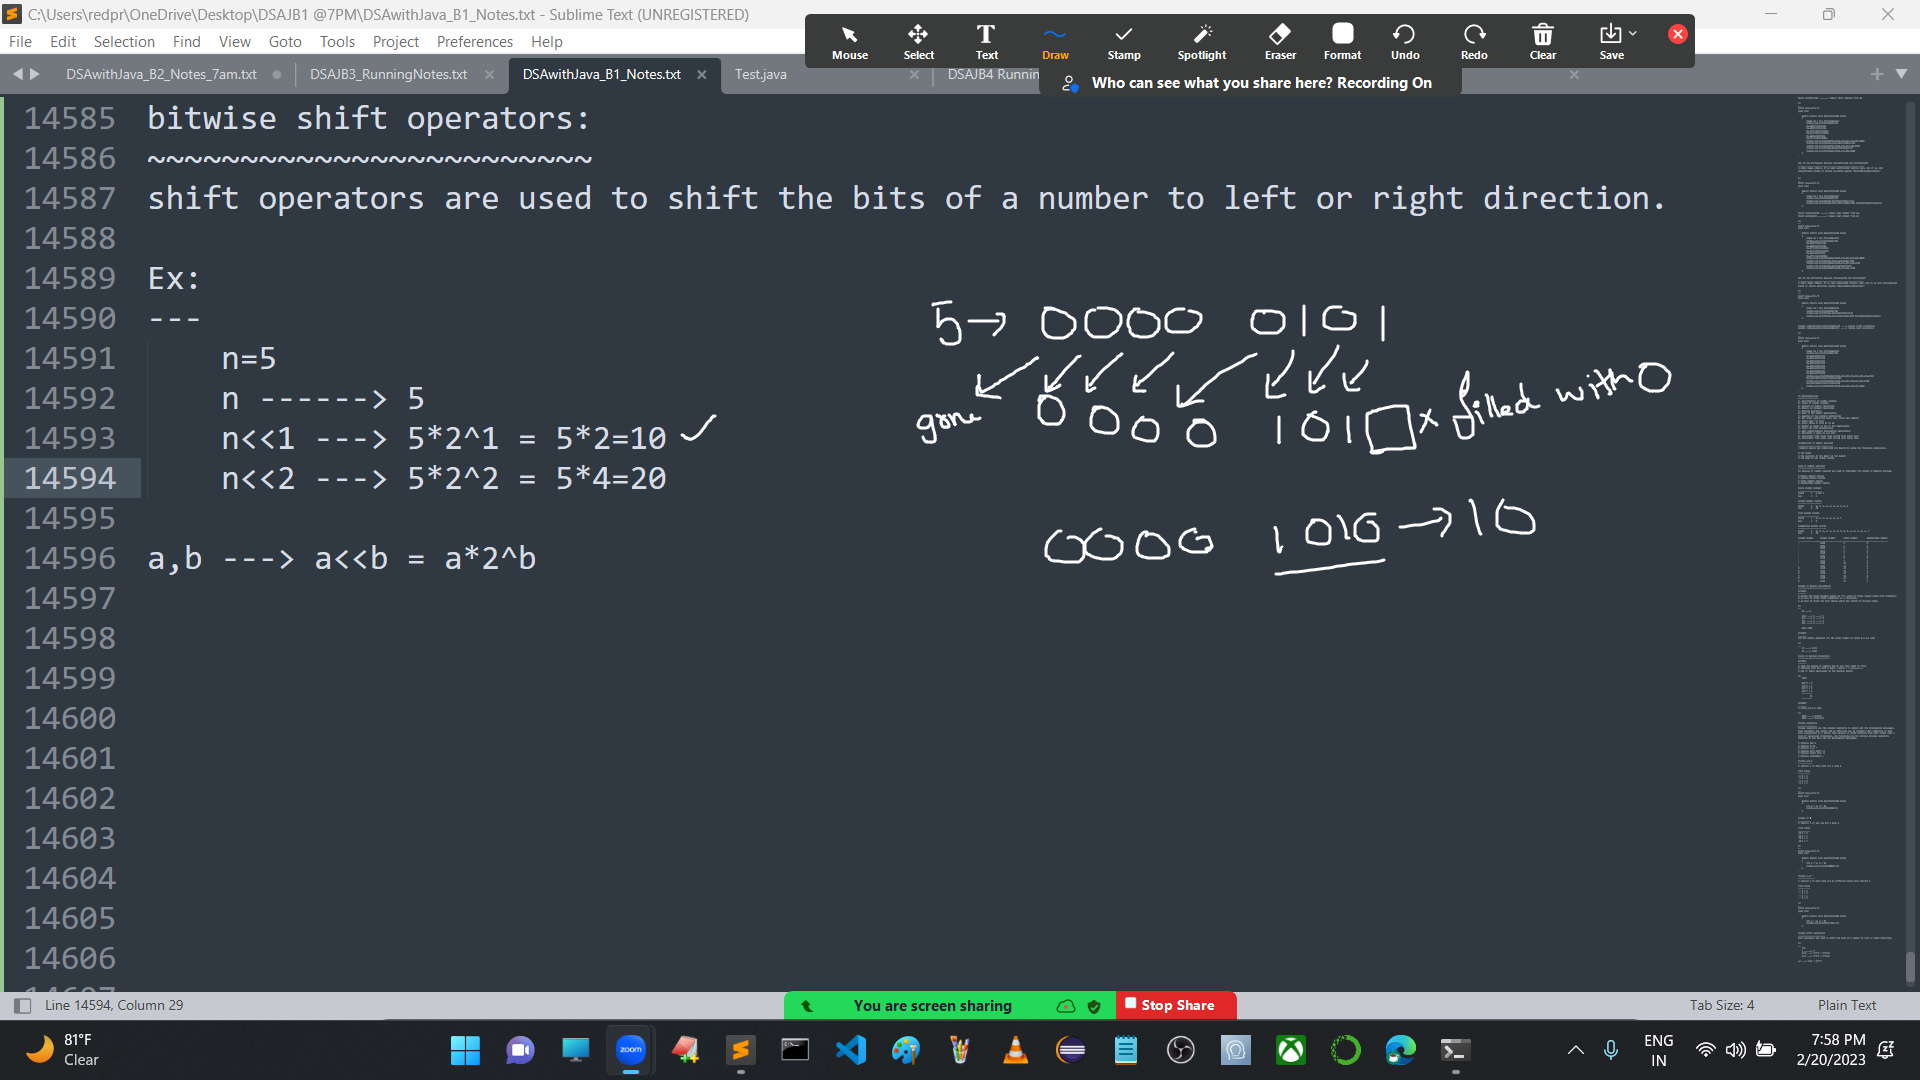 C:\Users\redpr\OneDrive\Desktop\DSAJB1 @7PM\DSAwithJava_B1_Notes.txt - Sublime Text (UNREGISTERED)
File Edit Selection Find View Goto Tools Project Preferences Help
Mouse Select Text Draw Stamp Spotlight Eraser Format Undo Redo Clear Save
Who can see what you share here? Recording On
DSAwithJava_B2_Notes_7am.txt DSAJB3_RunningNotes.txt DSAwithJava_B1_Notes.txt Test.java DSAJB4 Runnin
14585 bitwise shift operators:
14586 ~~~~~~~~~~~~~~~~~~~~~~~~
14587 shift operators are used to shift the bits of a number to left or right direction.
14588
14589 Ex:
14590 ---
14591 n=5
14592 n ------> 5
14593 n<<1 ---> 5*2^1 = 5*2=10 ✓
14594 n<<2 ---> 5*2^2 = 5*4=20
14595
14596 a,b ---> a<<b = a*2^b
14597
14598
14599
14600
14601
14602
14603
14604
14605
14606
5→ 0000 0101
gone 0 0 0 0 101□× filled with 0
0000 1010 → 10
Line 14594, Column 29
You are screen sharing
Stop Share
Tab Size: 4 Plain Text
81°F
Clear
zoom
ENG
IN
7:58 PM
2/20/2023